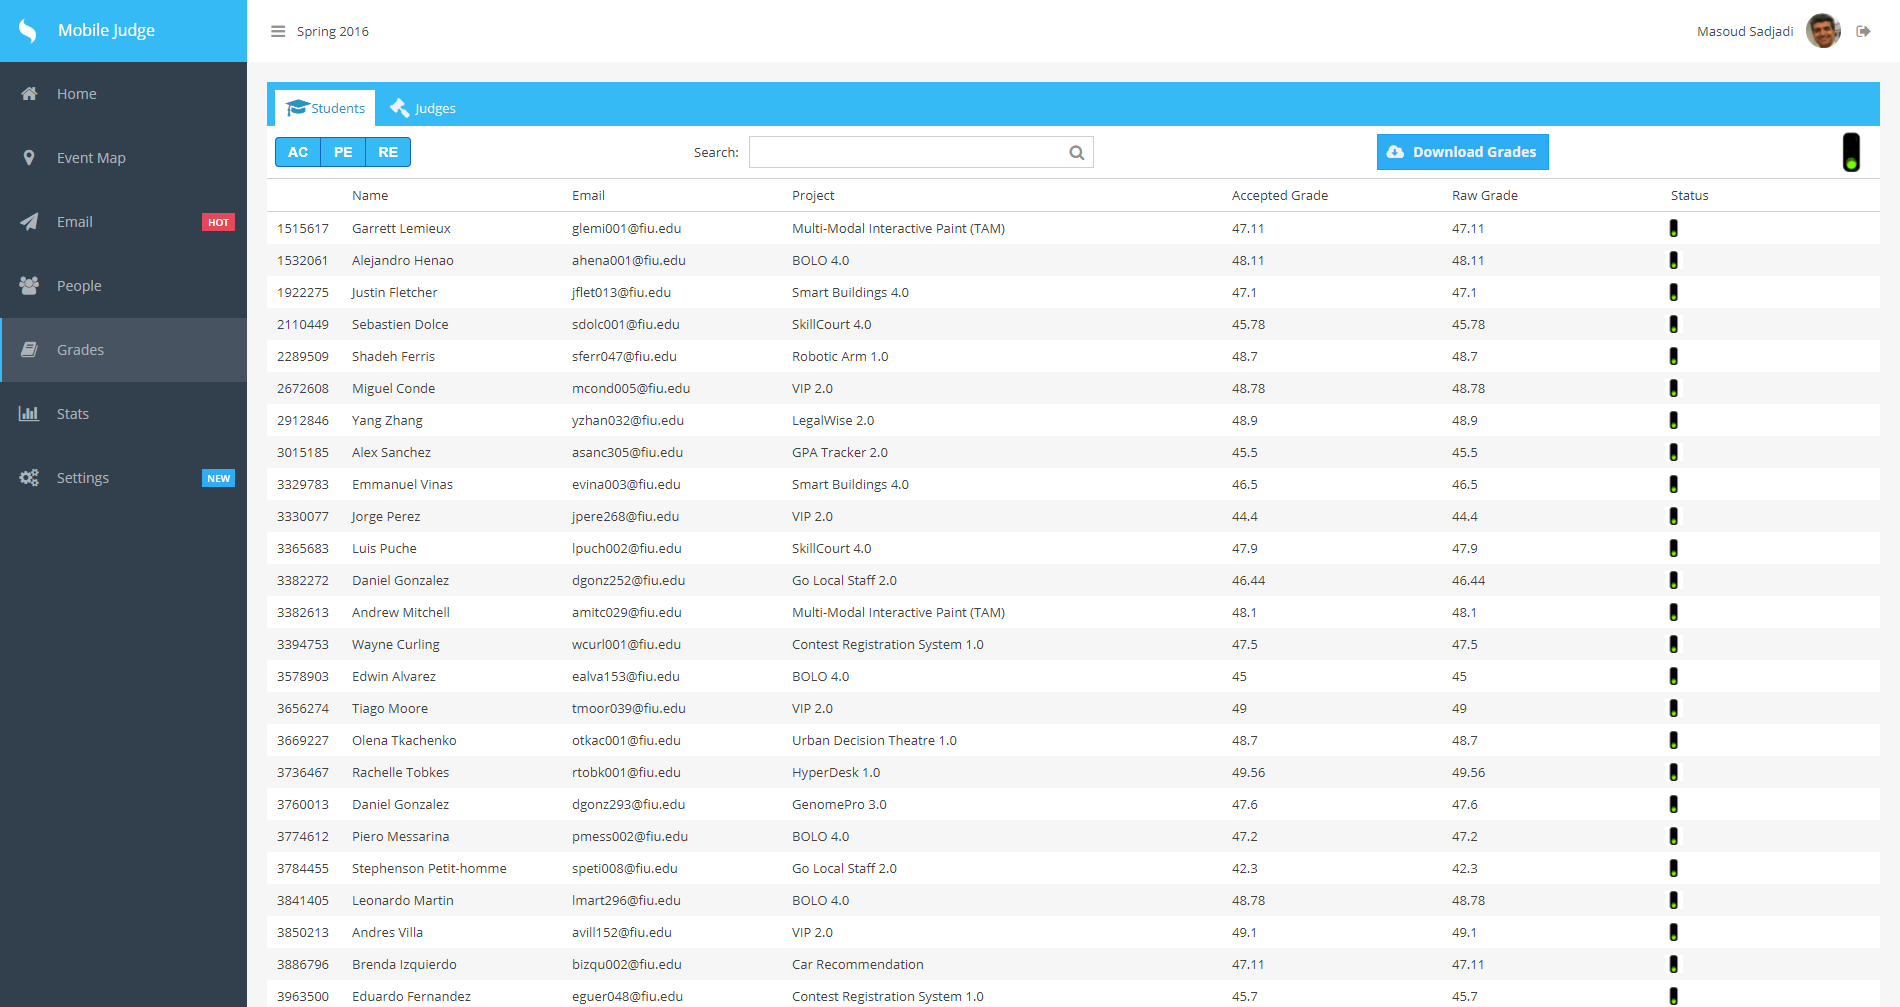 Mobile Judge
Spring 2016
Masoud Sadjadi
Home
Event Map
Email HOT
People
Grades
Stats
Settings NEW
Students Judges
AC PE RE Search: Download Grades
Name Email Project Accepted Grade Raw Grade Status
1515617 Garrett Lemieux glemi001@fiu.edu Multi-Modal Interactive Paint (TAM) 47.11 47.11
1532061 Alejandro Henao ahena001@fiu.edu BOLO 4.0 48.11 48.11
1922275 Justin Fletcher jflet013@fiu.edu Smart Buildings 4.0 47.1 47.1
2110449 Sebastien Dolce sdolc001@fiu.edu SkillCourt 4.0 45.78 45.78
2289509 Shadeh Ferris sferr047@fiu.edu Robotic Arm 1.0 48.7 48.7
2672608 Miguel Conde mcond005@fiu.edu VIP 2.0 48.78 48.78
2912846 Yang Zhang yzhan032@fiu.edu LegalWise 2.0 48.9 48.9
3015185 Alex Sanchez asanc305@fiu.edu GPA Tracker 2.0 45.5 45.5
3329783 Emmanuel Vinas evina003@fiu.edu Smart Buildings 4.0 46.5 46.5
3330077 Jorge Perez jpere268@fiu.edu VIP 2.0 44.4 44.4
3365683 Luis Puche lpuch002@fiu.edu SkillCourt 4.0 47.9 47.9
3382272 Daniel Gonzalez dgonz252@fiu.edu Go Local Staff 2.0 46.44 46.44
3382613 Andrew Mitchell amitc029@fiu.edu Multi-Modal Interactive Paint (TAM) 48.1 48.1
3394753 Wayne Curling wcurl001@fiu.edu Contest Registration System 1.0 47.5 47.5
3578903 Edwin Alvarez ealva153@fiu.edu BOLO 4.0 45 45
3656274 Tiago Moore tmoor039@fiu.edu VIP 2.0 49 49
3669227 Olena Tkachenko otkac001@fiu.edu Urban Decision Theatre 1.0 48.7 48.7
3736467 Rachelle Tobkes rtobk001@fiu.edu HyperDesk 1.0 49.56 49.56
3760013 Daniel Gonzalez dgonz293@fiu.edu GenomePro 3.0 47.6 47.6
3774612 Piero Messarina pmess002@fiu.edu BOLO 4.0 47.2 47.2
3784455 Stephenson Petit-homme speti008@fiu.edu Go Local Staff 2.0 42.3 42.3
3841405 Leonardo Martin lmart296@fiu.edu BOLO 4.0 48.78 48.78
3850213 Andres Villa avill152@fiu.edu VIP 2.0 49.1 49.1
3886796 Brenda Izquierdo bizqu002@fiu.edu Car Recommendation 47.11 47.11
3963500 Eduardo Fernandez eguer048@fiu.edu Contest Registration System 1.0 45.7 45.7